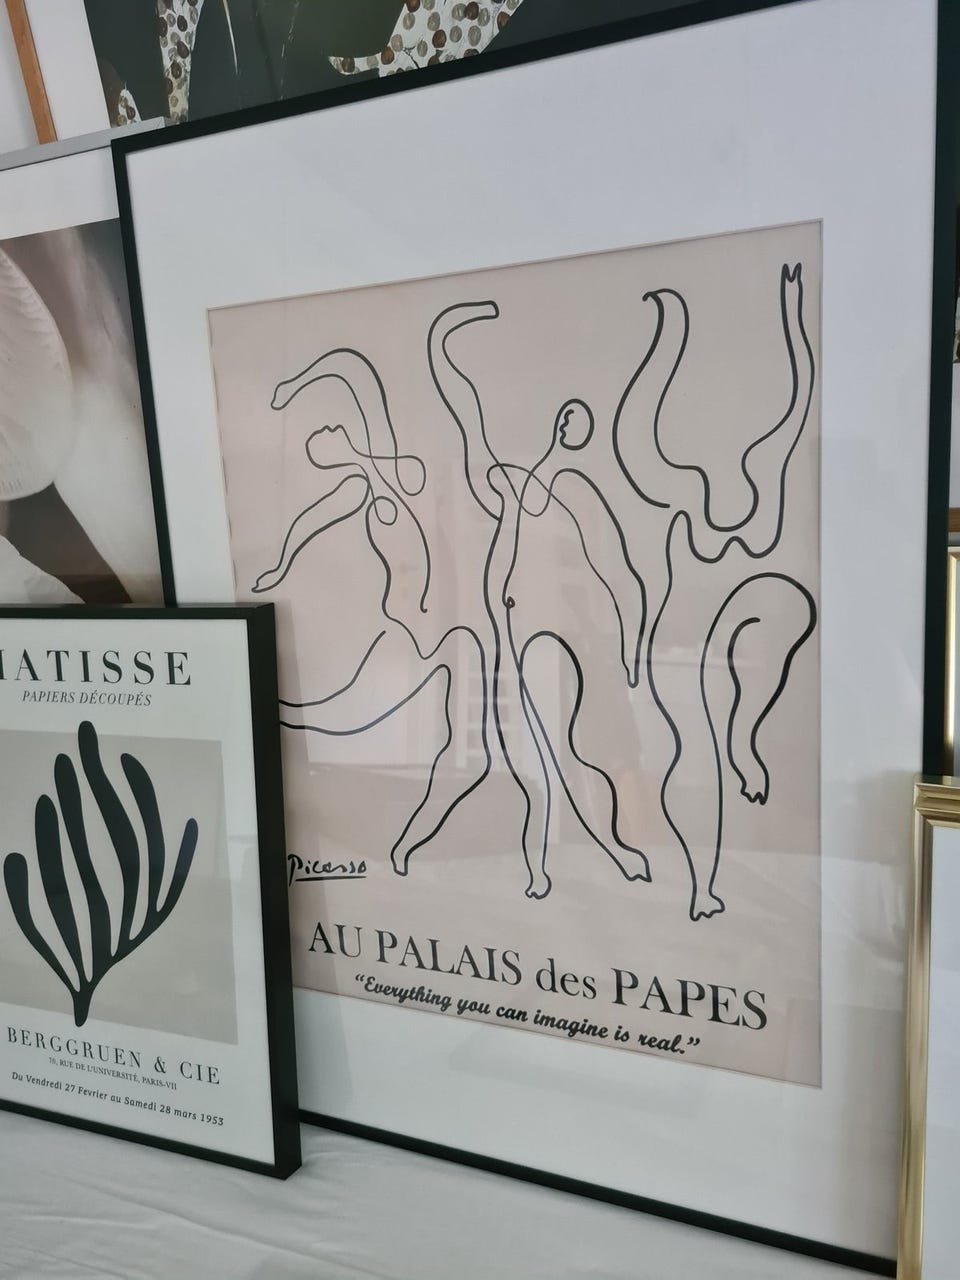 MATISSE
PAPIERS DÉCOUPÉS
BERGGRUEN & CIE
70, RUE DE L'UNIVERSITÉ, PARIS-VII
Du Vendredi 27 Fevrier au Samedi 28 mars 1953
Picasso
AU PALAIS des PAPES
“Everything you can imagine is real.”